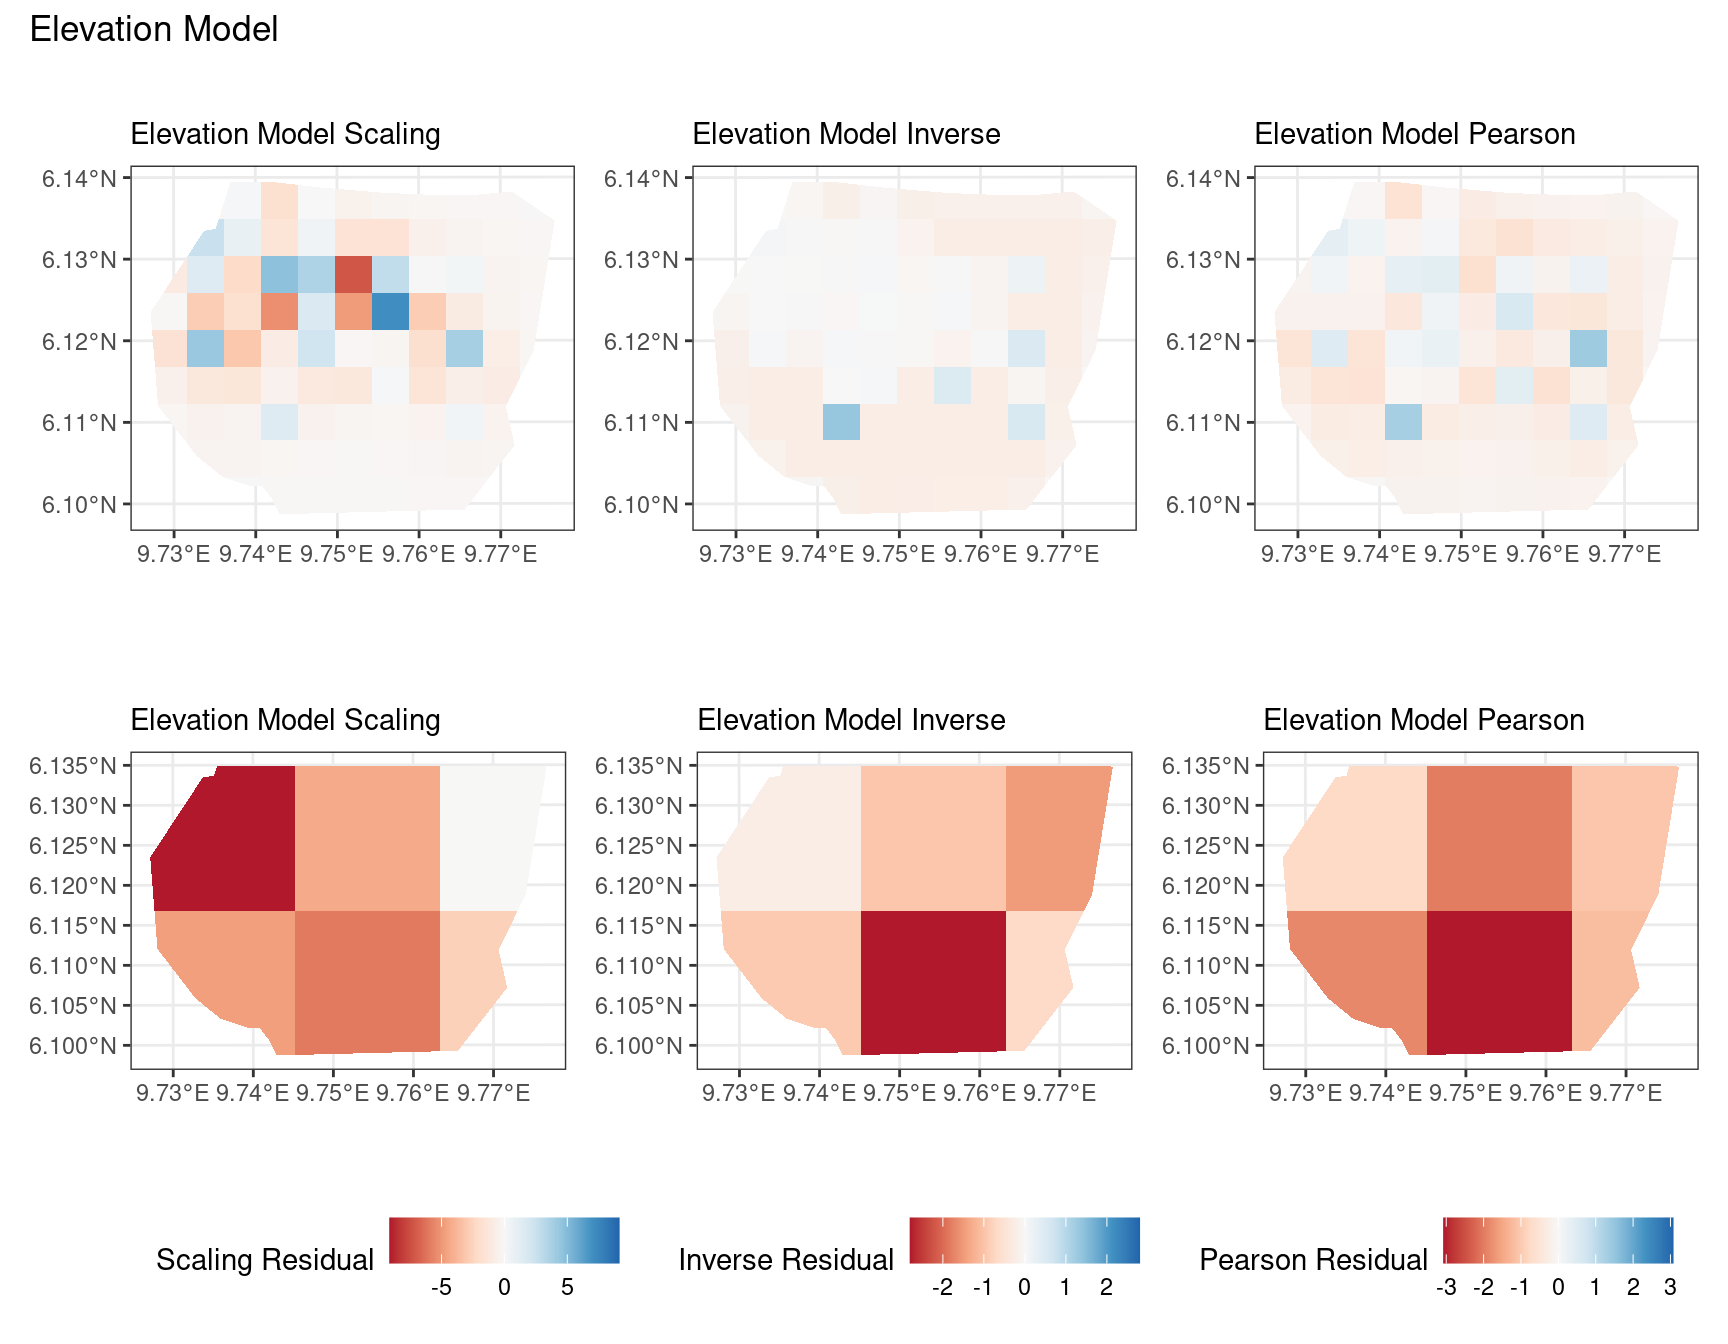 Elevation Model
Elevation Model Scaling
Elevation Model Inverse
Elevation Model Pearson
6.14°N
6.13°N
6.12°N
6.11°N
6.10°N
9.73°E 9.74°E 9.75°E 9.76°E 9.77°E
6.14°N
6.13°N
6.12°N
6.11°N
6.10°N
9.73°E 9.74°E 9.75°E 9.76°E 9.77°E
6.14°N
6.13°N
6.12°N
6.11°N
6.10°N
9.73°E 9.74°E 9.75°E 9.76°E 9.77°E
Elevation Model Scaling
Elevation Model Inverse
Elevation Model Pearson
6.135°N
6.130°N
6.125°N
6.120°N
6.115°N
6.110°N
6.105°N
6.100°N
9.73°E 9.74°E 9.75°E 9.76°E 9.77°E
6.135°N
6.130°N
6.125°N
6.120°N
6.115°N
6.110°N
6.105°N
6.100°N
9.73°E 9.74°E 9.75°E 9.76°E 9.77°E
6.135°N
6.130°N
6.125°N
6.120°N
6.115°N
6.110°N
6.105°N
6.100°N
9.73°E 9.74°E 9.75°E 9.76°E 9.77°E
Scaling Residual
-5 0 5
Inverse Residual
-2 -1 0 1 2
Pearson Residual
-3 -2 -1 0 1 2 3